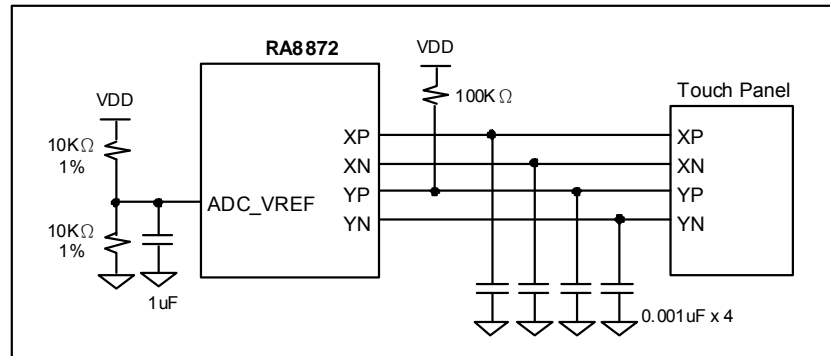 RA8872
VDD
10KΩ
1%
10KΩ
1%
1uF
ADC_VREF
XP
XN
YP
YN
VDD
100KΩ
Touch Panel
XP
XN
YP
YN
0.001uF x 4